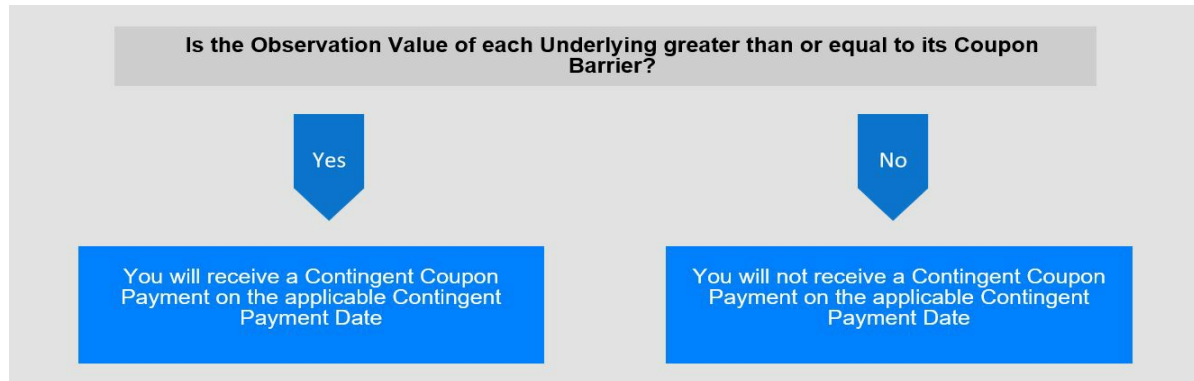 Is the Observation Value of each Underlying greater than or equal to its Coupon
Barrier?
Yes
No
You will receive a Contingent Coupon
Payment on the applicable Contingent
Payment Date
You will not receive a Contingent Coupon
Payment on the applicable Contingent
Payment Date